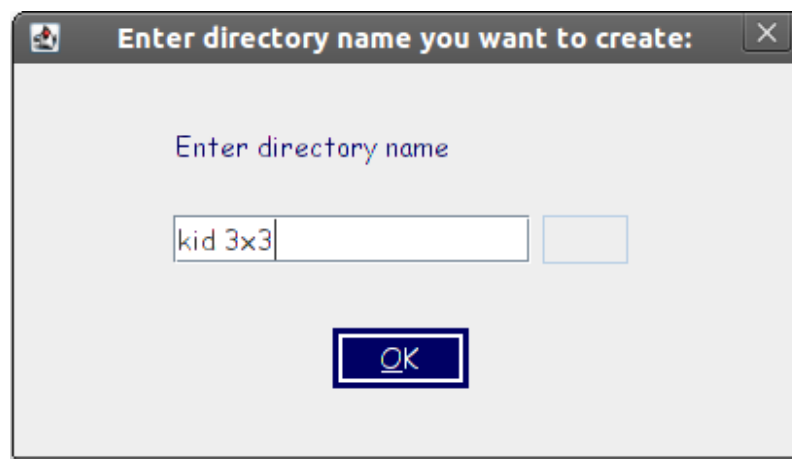 Enter directory name you want to create:
Enter directory name
kid 3x3
OK